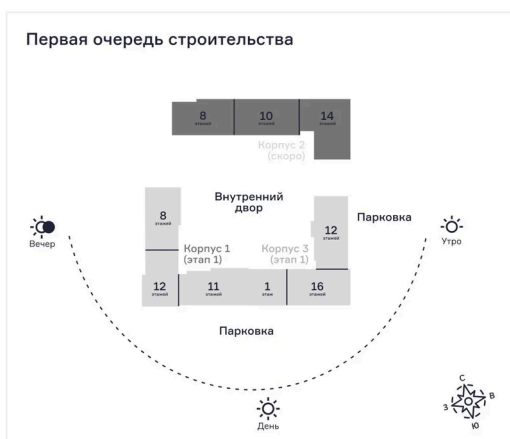 Первая очередь строительства
8
этажей
10
этажей
14
этажей
Корпус 2
(скоро)
8
этажей
Внутренний
двор
12
этажей
Парковка
Вечер
Утро
Корпус 1
(этап 1)
Корпус 3
(этап 1)
12
этажей
11
этажей
1
этаж
16
этажей
Парковка
День
С
В
З
Ю